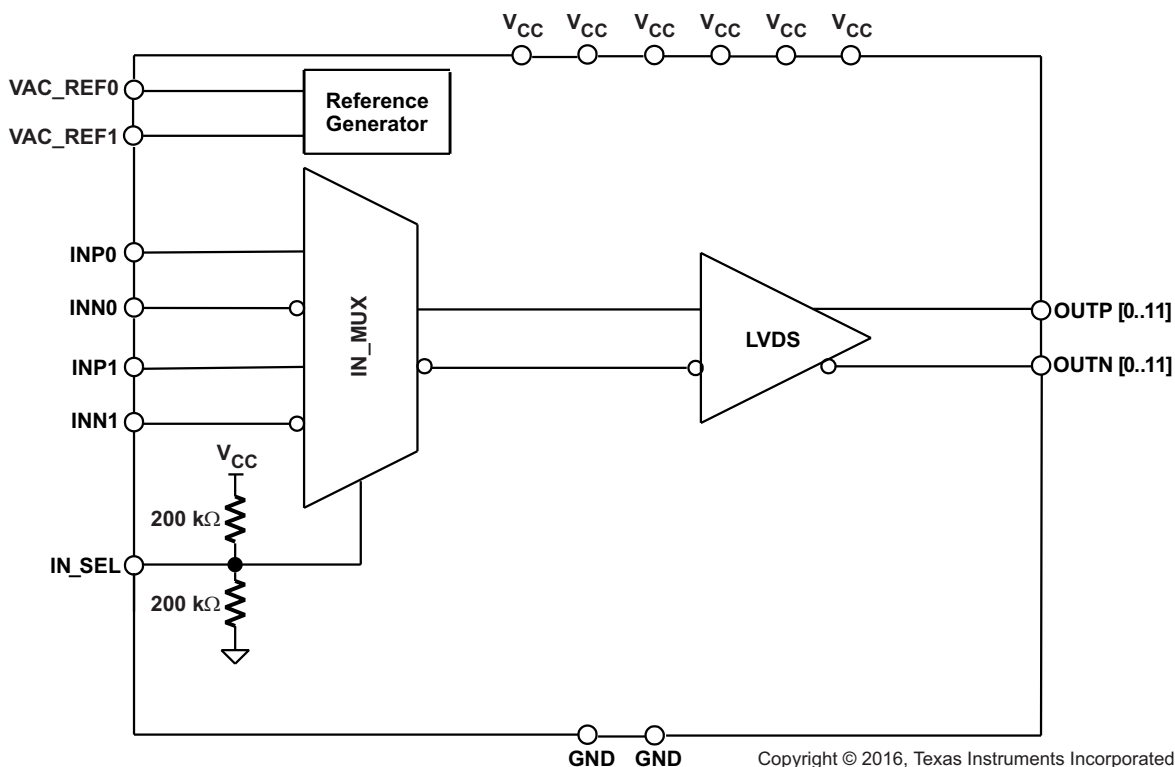 VCC VCC VCC VCC VCC VCC
VAC_REF0
VAC_REF1
Reference
Generator
INP0
INN0
INP1
INN1
IN_MUX
LVDS
OUTP [0..11]
OUTN [0..11]
VCC
200 kΩ
IN_SEL
200 kΩ
GND GND
Copyright © 2016, Texas Instruments Incorporated